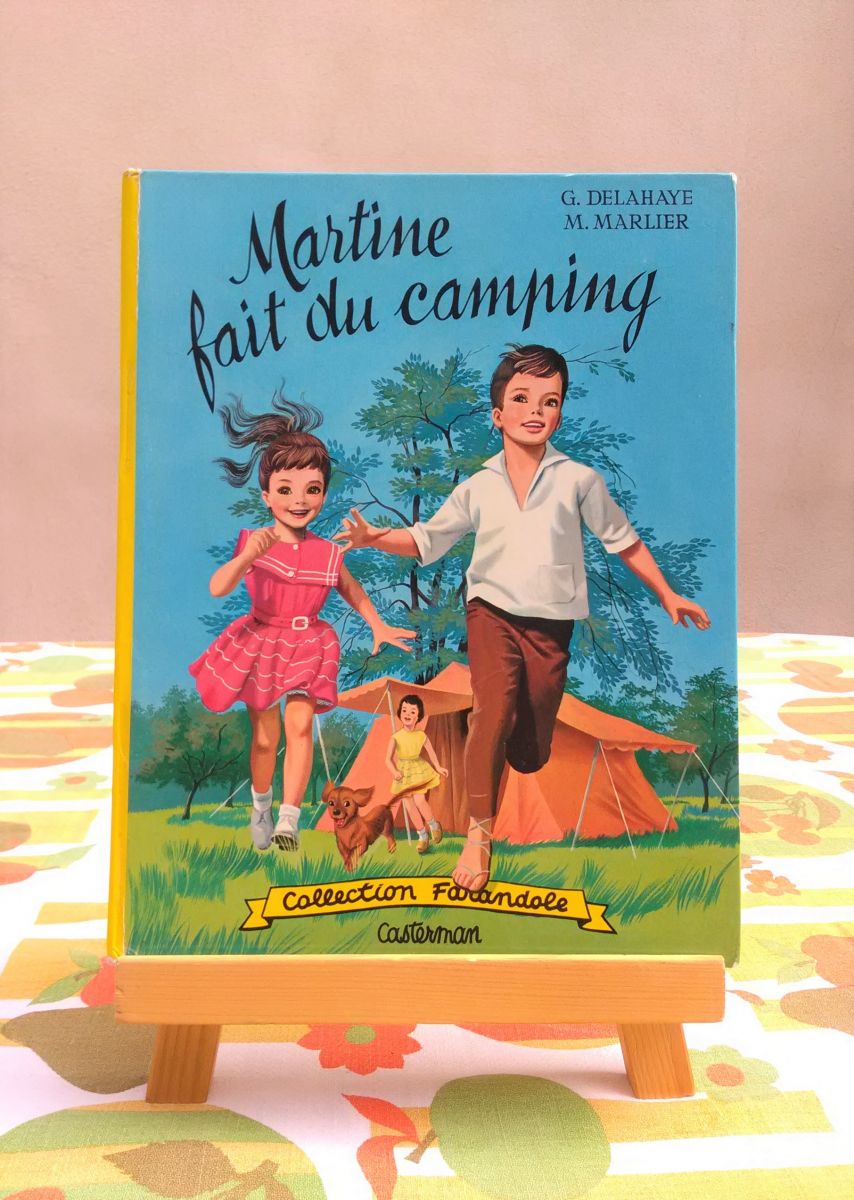 G. DELAHAYE
M. MARLIER
Martine
fait du camping
Collection Farandole
Casterman